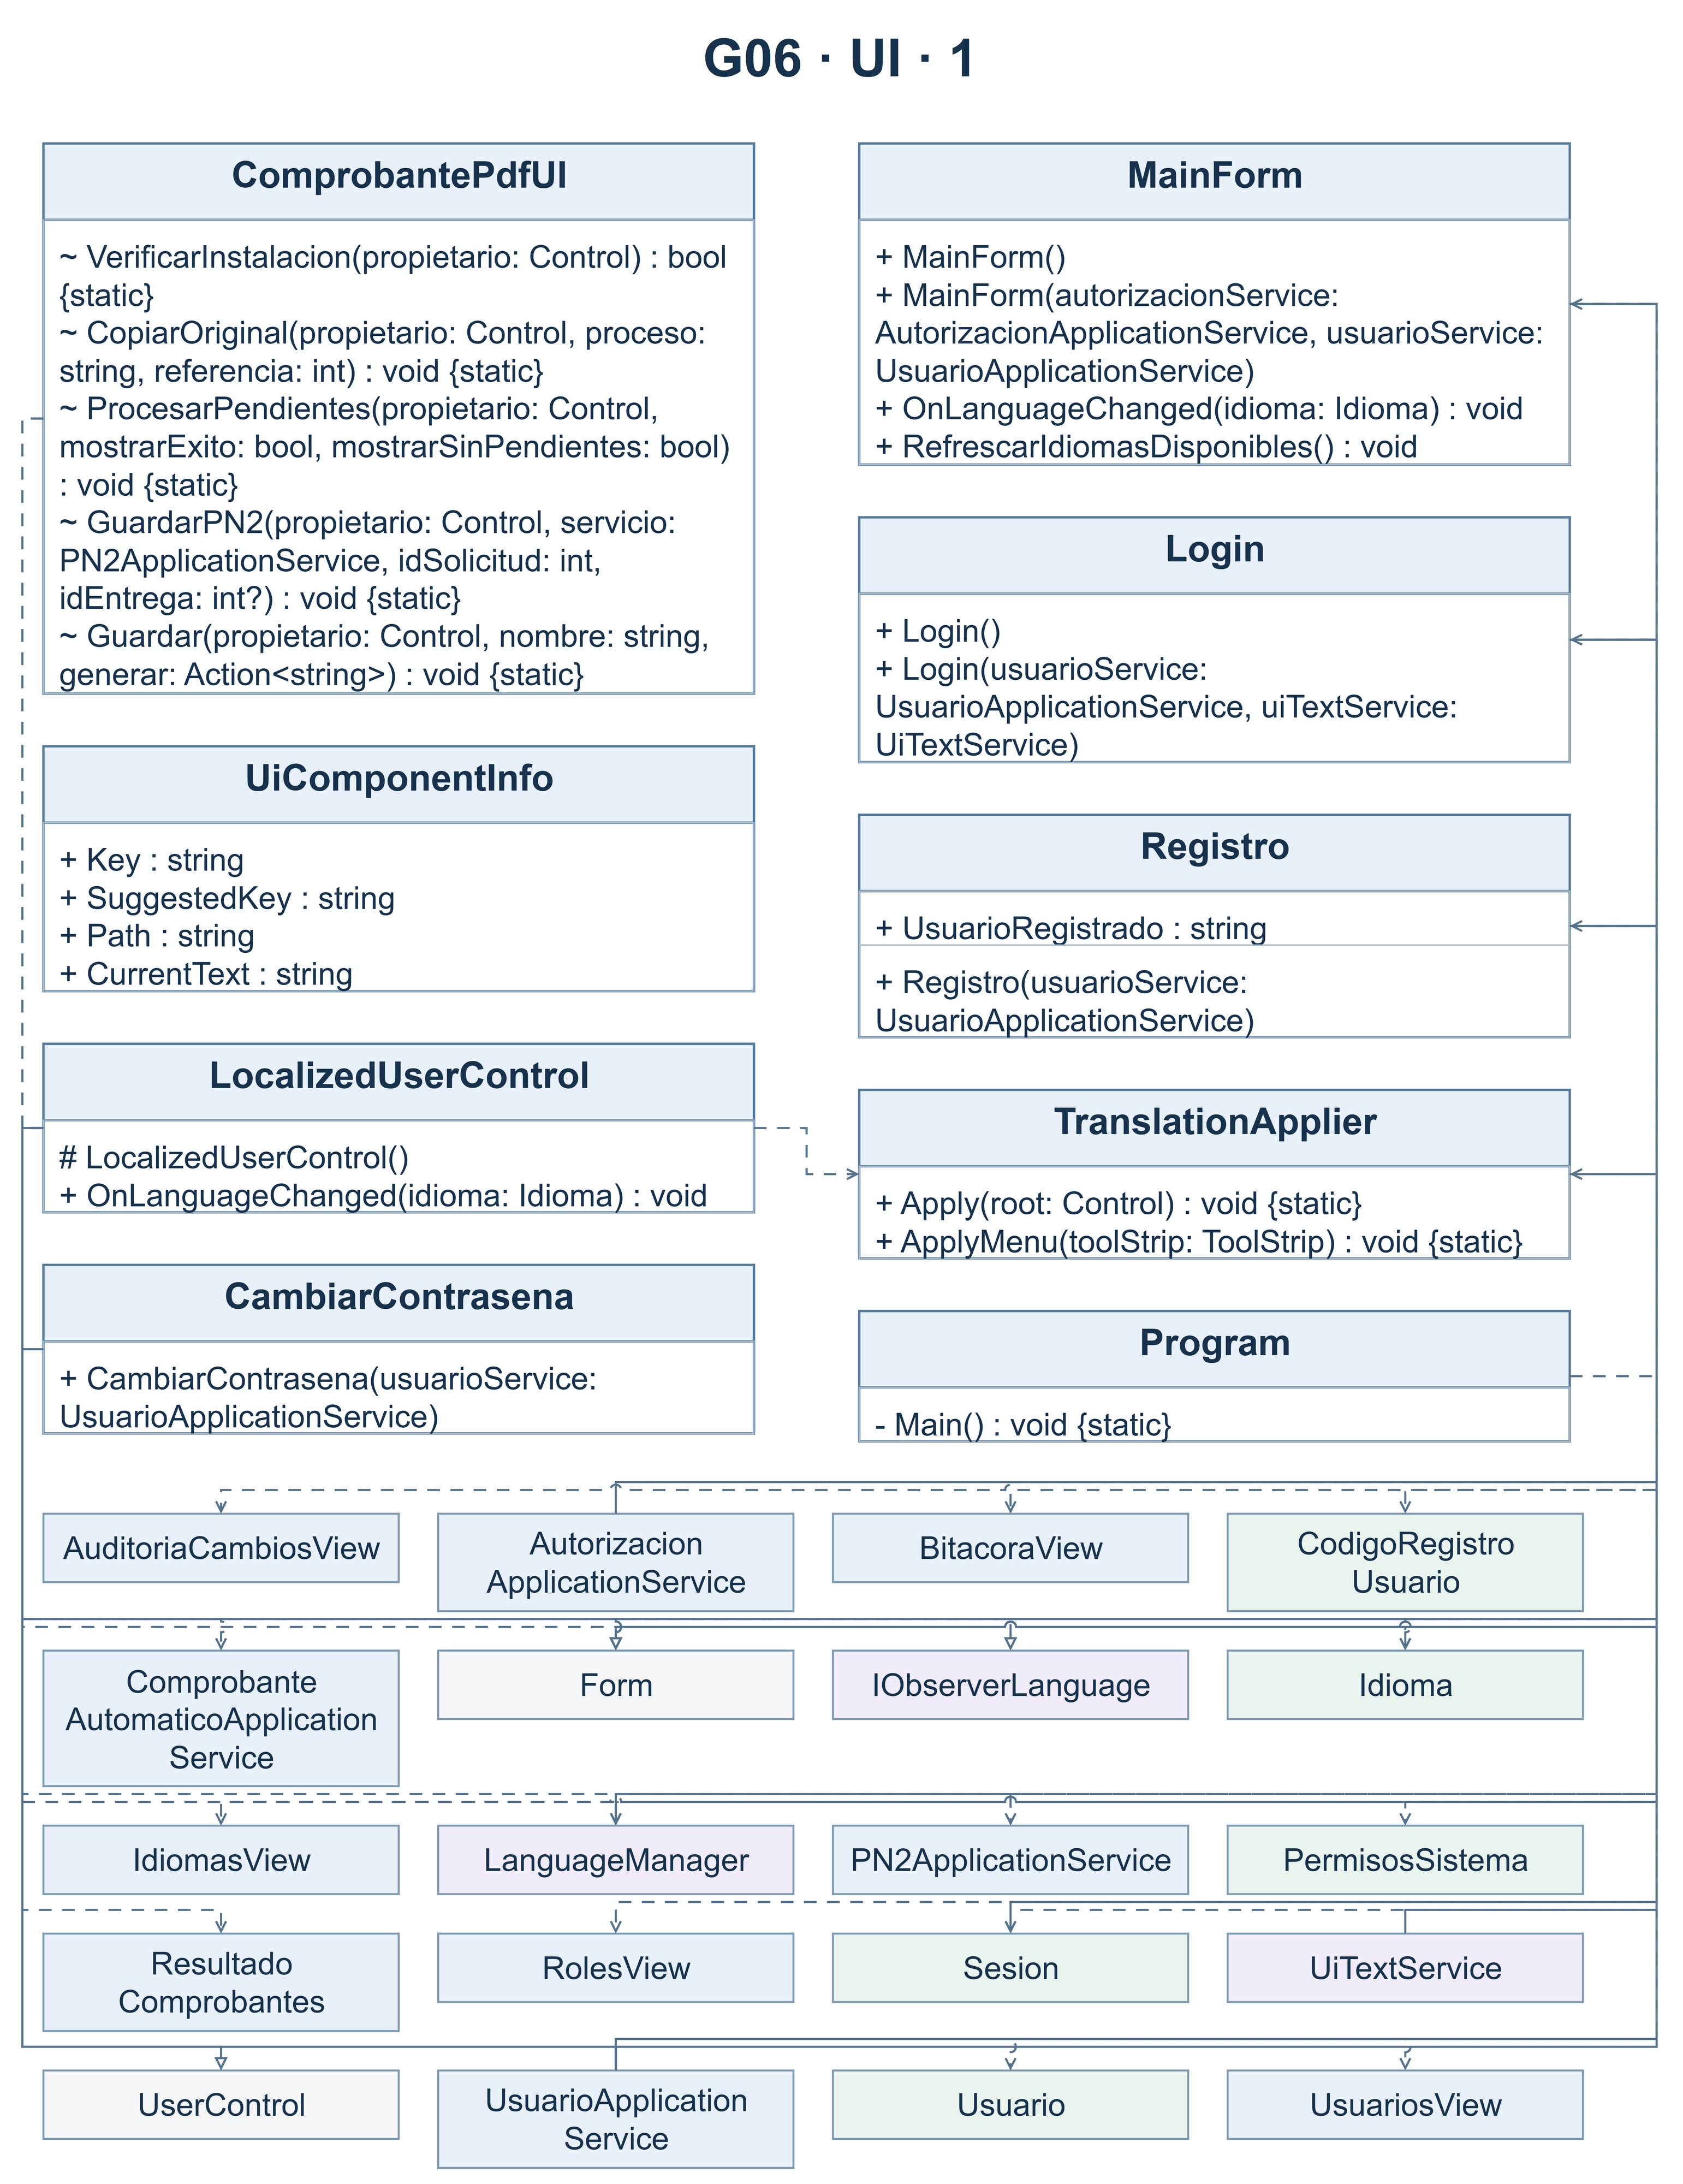 G06 · UI · 1
ComprobantePdfUI
~ VerificarInstalacion(propietario: Control) : bool
{static}
~ CopiarOriginal(propietario: Control, proceso:
string, referencia: int) : void {static}
~ ProcesarPendientes(propietario: Control,
mostrarExito: bool, mostrarSinPendientes: bool)
: void {static}
~ GuardarPN2(propietario: Control, servicio:
PN2ApplicationService, idSolicitud: int,
idEntrega: int?) : void {static}
~ Guardar(propietario: Control, nombre: string,
generar: Action<string>) : void {static}
MainForm
+ MainForm()
+ MainForm(autorizacionService:
AutorizacionApplicationService, usuarioService:
UsuarioApplicationService)
+ OnLanguageChanged(idioma: Idioma) : void
+ RefrescarIdiomasDisponibles() : void
Login
+ Login()
+ Login(usuarioService:
UsuarioApplicationService, uiTextService:
UiTextService)
UiComponentInfo
+ Key : string
+ SuggestedKey : string
+ Path : string
+ CurrentText : string
Registro
+ UsuarioRegistrado : string
+ Registro(usuarioService:
UsuarioApplicationService)
LocalizedUserControl
# LocalizedUserControl()
+ OnLanguageChanged(idioma: Idioma) : void
TranslationApplier
+ Apply(root: Control) : void {static}
+ ApplyMenu(toolStrip: ToolStrip) : void {static}
CambiarContrasena
+ CambiarContrasena(usuarioService:
UsuarioApplicationService)
Program
- Main() : void {static}
AuditoriaCambiosView
Autorizacion
ApplicationService
BitacoraView
CodigoRegistro
Usuario
Comprobante
AutomaticoApplication
Service
Form
IObserverLanguage
Idioma
IdiomasView
LanguageManager
PN2ApplicationService
PermisosSistema
Resultado
Comprobantes
RolesView
Sesion
UiTextService
UserControl
UsuarioApplication
Service
Usuario
UsuariosView